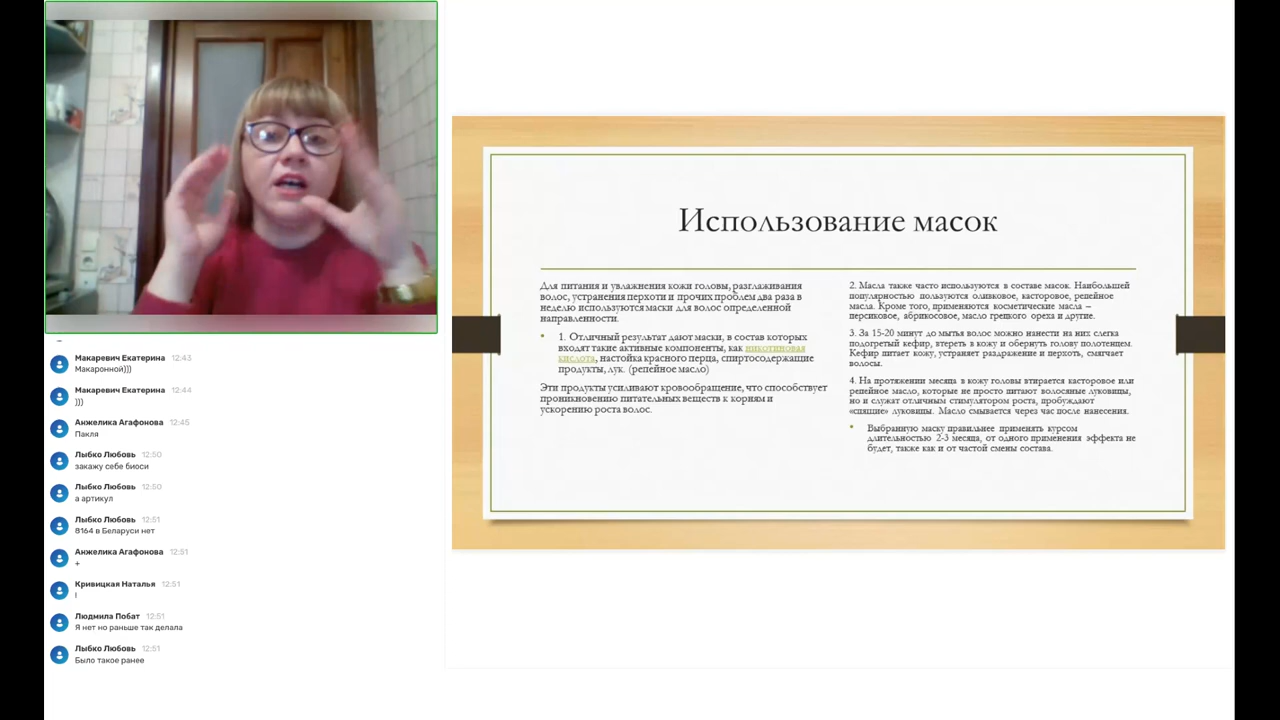 Макаревич Екатерина 12:43
Макаронной)))
Макаревич Екатерина 12:44
)))
Анжелика Агафонова 12:45
Пакля
Лыбко Любовь 12:50
закажу себе биоси
Лыбко Любовь 12:50
а артикул
Лыбко Любовь 12:51
8164 в Беларуси нет
Анжелика Агафонова 12:51
+
Кривицкая Наталья 12:51
!
Людмила Побат 12:51
Я нет но раньше так делала
Лыбко Любовь 12:51
Было такое ранее
Использование масок
Для питания и увлажнения кожи головы, разглаживания
волос, устранения перхоти и прочих проблем два раза в
неделю используются маски для волос определенной
направленности.
• 1. Отличный результат дают маски, в состав которых
входят такие активные компоненты, как никотиновая
кислота, настойка красного перца, спиртосодержащие
продукты, лук. (репейное масло)
Эти продукты усиливают кровообращение, что способствует
проникновению питательных веществ к корням и
ускорению роста волос.
2. Масла также часто используются в составе масок. Наибольшей
популярностью пользуются оливковое, касторовое, репейное
масла. Кроме того, применяются косметические масла –
персиковое, абрикосовое, масло грецкого ореха и другие.
3. За 15-20 минут до мытья волос можно нанести на них слегка
подогретый кефир, втереть в кожу и обернуть голову полотенцем.
Кефир питает кожу, устраняет раздражение и перхоть, смягчает
волосы.
4. На протяжении месяца в кожу головы втирается касторовое или
репейное масло, которые не просто питают волосяные луковицы,
но и служат отличным стимулятором роста, пробуждают
«спящие» луковицы. Масло смывается через час после нанесения.
• Выбранную маску правильнее применять курсом
длительностью 2-3 месяца, от одного применения эффекта не
будет, также как и от частой смены состава.